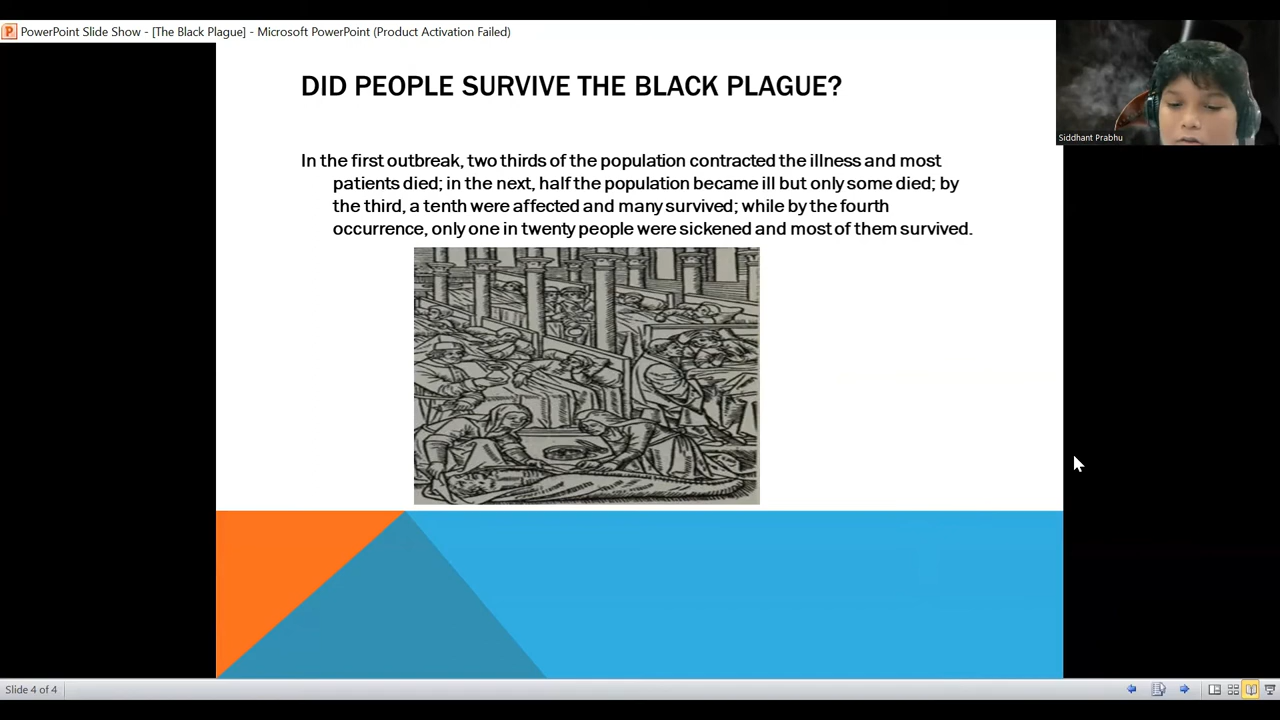 PowerPoint Slide Show - [The Black Plague] - Microsoft PowerPoint (Product Activation Failed)
DID PEOPLE SURVIVE THE BLACK PLAGUE?
Siddhant Prabhu
In the first outbreak, two thirds of the population contracted the illness and most
patients died; in the next, half the population became ill but only some died; by
the third, a tenth were affected and many survived; while by the fourth
occurrence, only one in twenty people were sickened and most of them survived.
Slide 4 of 4